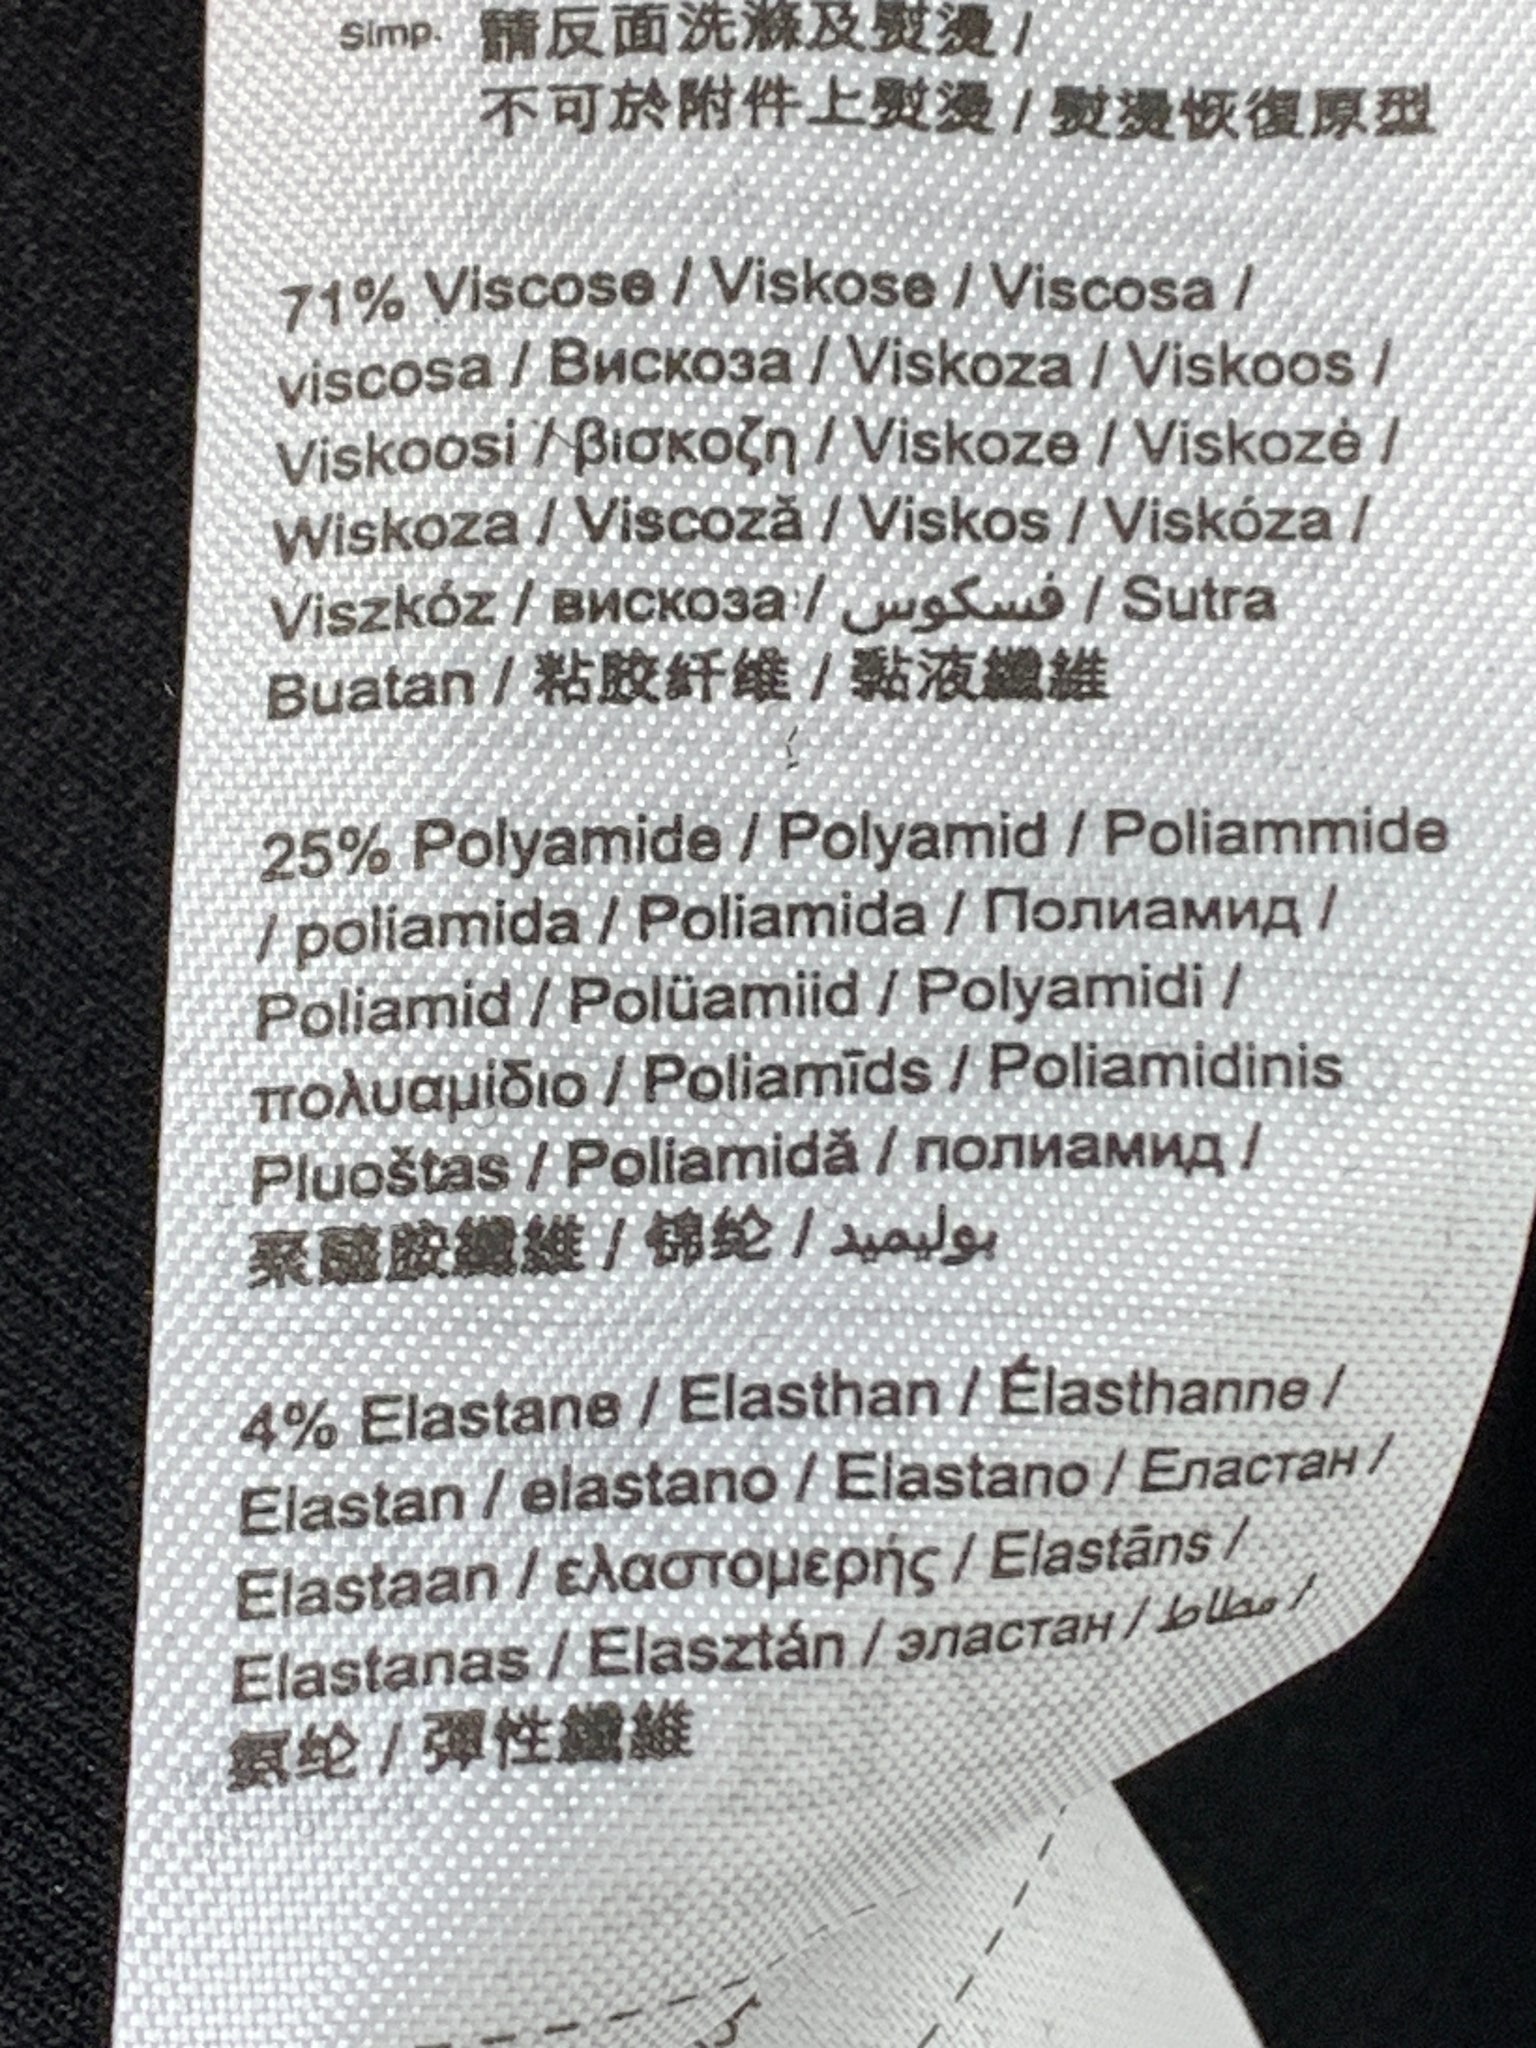 Simp. 請反面洗滌及熨燙 /
不可於附件上熨燙 / 熨燙恢復原型
71% Viscose / Viskose / Viscosa /
viscosa / Вискоза / Viskoza / Viskoos /
Viskoosi / βισκοζη / Viskoze / Viskozė /
Wiskoza / Viscoză / Viskos / Viskóza /
Viszkóz / вискоза / فسكوس / Sutra
Buatan / 粘胶纤维 / 黏液纖維
25% Polyamide / Polyamid / Poliammide
/ poliamida / Poliamida / Полиамид /
Poliamid / Polüamiid / Polyamidi /
πολυαμίδιο / Poliamīds / Poliamidinis
Pluoštas / Poliamidă / полиамид /
聚醯胺纖維 / 锦纶 / بوليميد
4% Elastane / Elasthan / Élasthanne /
Elastan / elastano / Elastano / Еластан /
Elastaan / ελαστομερής / Elastāns /
Elastanas / Elasztán / эластан / مطاط /
氨纶 / 彈性纖維